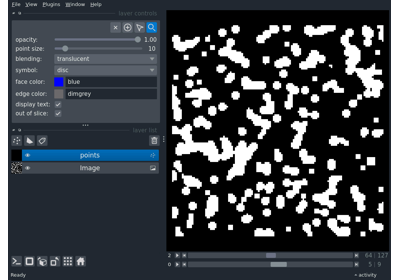 File View Plugins Window Help
layer controls
opacity: 1.00
point size: 10
blending: translucent
symbol: disc
face color: blue
edge color: dimgrey
display text:
out of slice:
layer list
points
Image
2 64 127
0 5 9
Ready activity